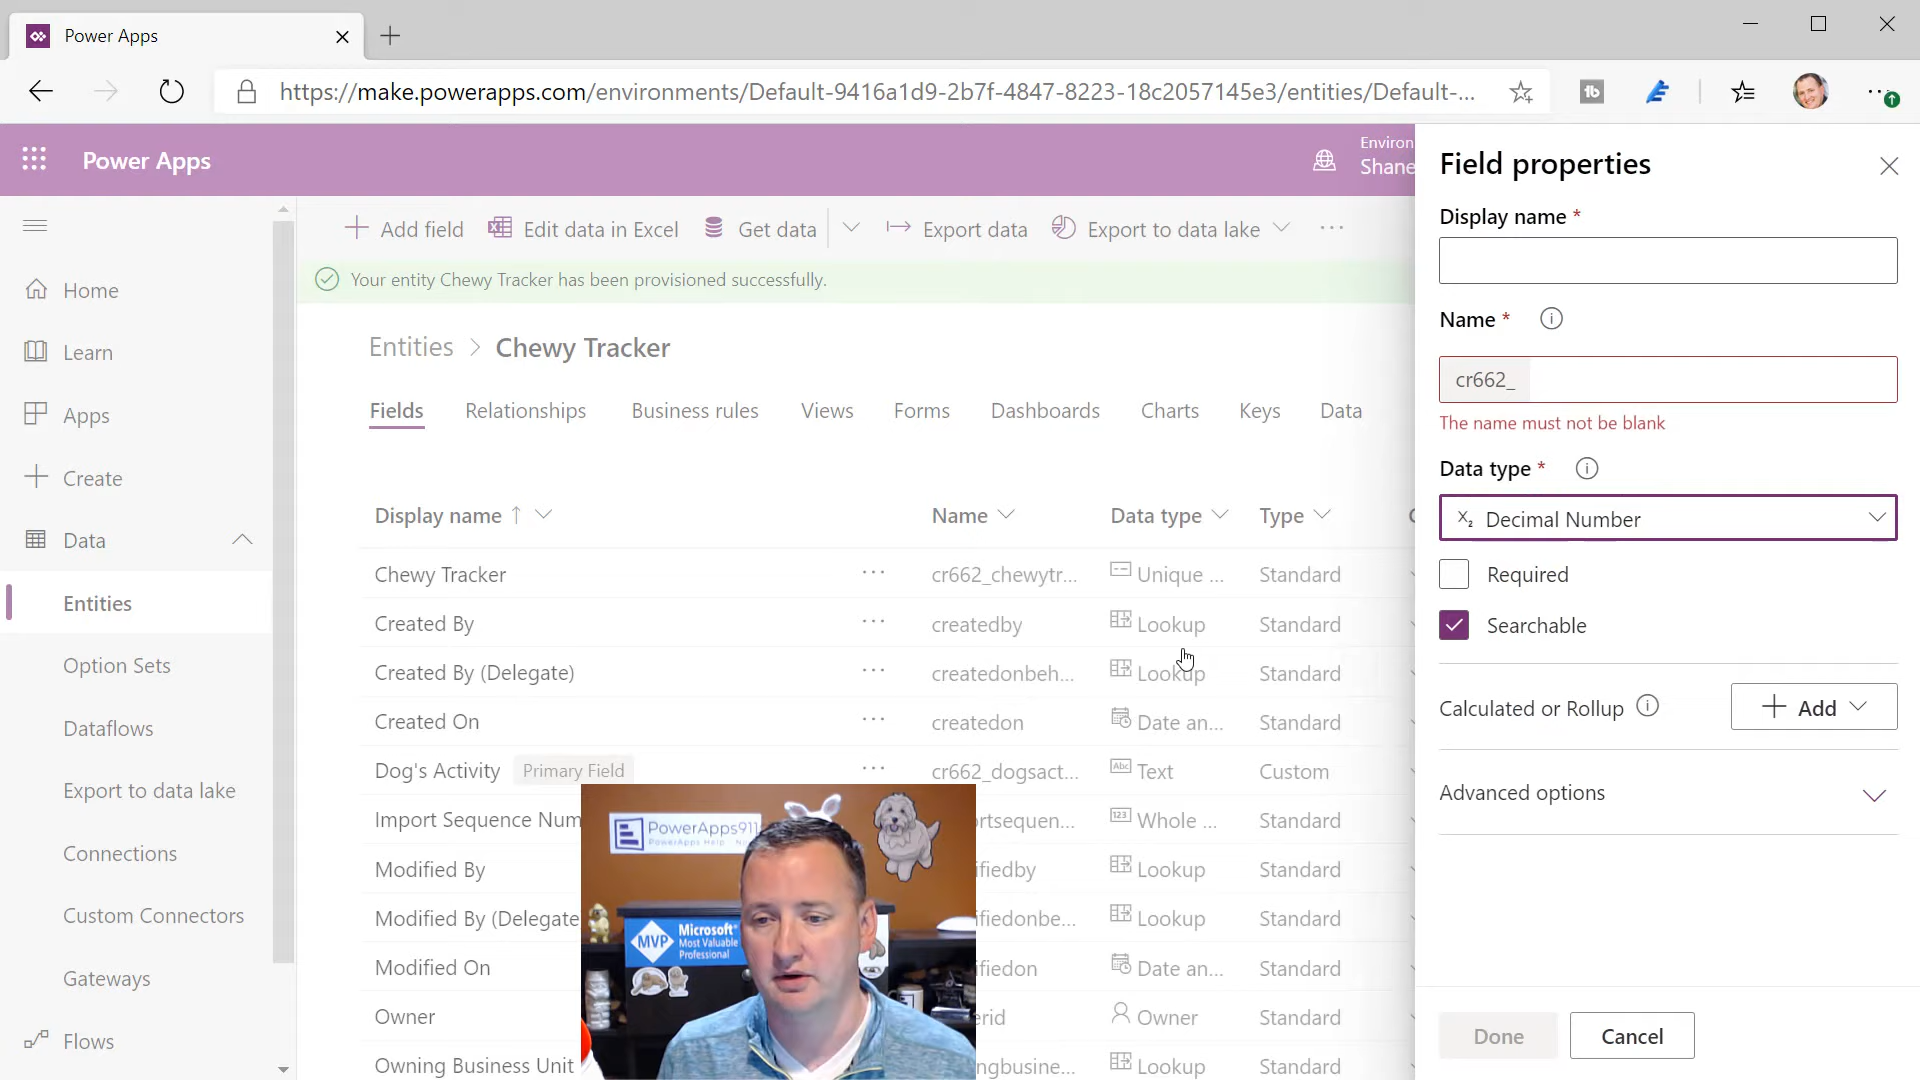 Power Apps
https://make.powerapps.com/environments/Default-9416a1d9-2b7f-4847-8223-18c2057145e3/entities/Default-...
Power Apps
Environ
Shane
Add field
Edit data in Excel
Get data
Export data
Export to data lake
Your entity Chewy Tracker has been provisioned successfully.
Home
Learn
Apps
Create
Data
Entities
Option Sets
Dataflows
Export to data lake
Connections
Custom Connectors
Gateways
Flows
Entities > Chewy Tracker
Fields Relationships Business rules Views Forms Dashboards Charts Keys Data
Display name Name Data type Type
Chewy Tracker ... cr662_chewytr... Unique ... Standard
Created By ... createdby Lookup Standard
Created By (Delegate) ... createdonbeh... Lookup Standard
Created On ... createdon Date an... Standard
Dog's Activity Primary Field ... cr662_dogsact... Abc Text Custom
Import Sequence Num rtsequen... 123 Whole ... Standard
Modified By ifiedby Lookup Standard
Modified By (Delegate ifiedonbe... Lookup Standard
Modified On ifiedon Date an... Standard
Owner erid Owner Standard
Owning Business Unit ngbusine... Lookup Standard
PowerApps911
PowerApps Help
MVP
Microsoft
Most Valuable
Professional
Field properties
Display name *
Name *
cr662_
The name must not be blank
Data type *
X2 Decimal Number
Required
Searchable
Calculated or Rollup
Add
Advanced options
Done
Cancel